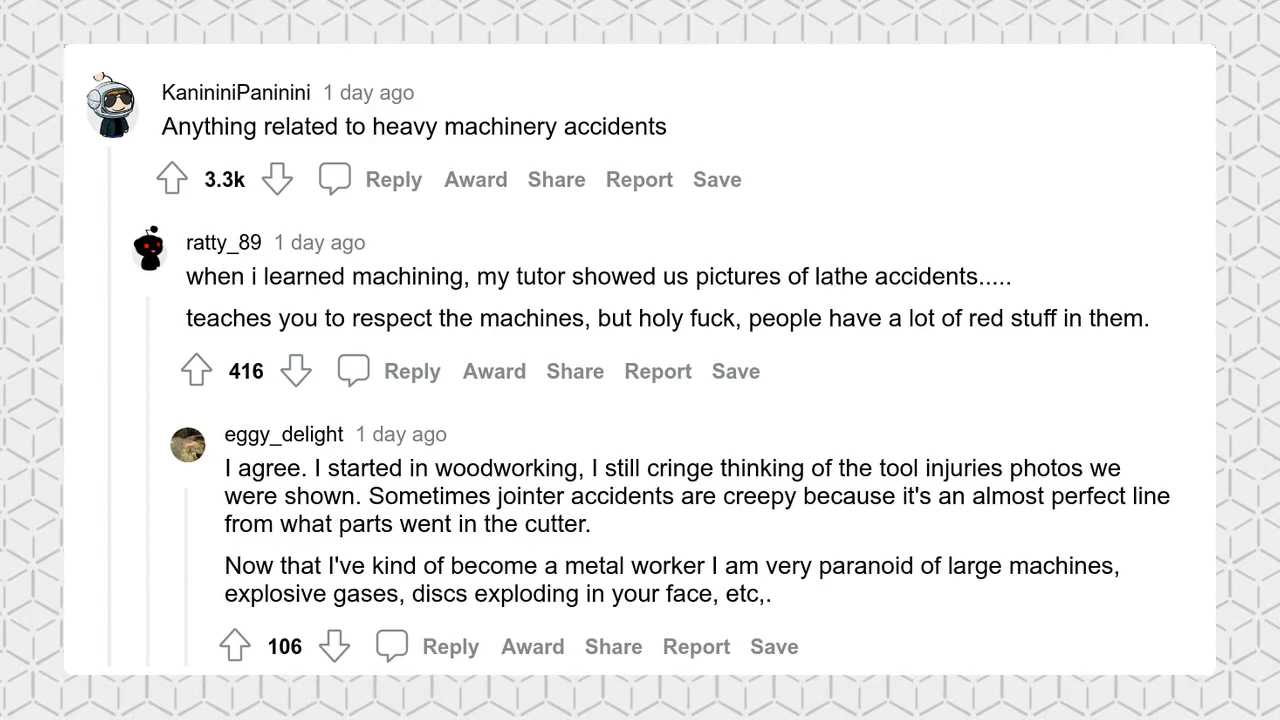 KanininiPaninini 1 day ago
Anything related to heavy machinery accidents
3.3k Reply Award Share Report Save
ratty_89 1 day ago
when i learned machining, my tutor showed us pictures of lathe accidents.....
teaches you to respect the machines, but holy fuck, people have a lot of red stuff in them.
416 Reply Award Share Report Save
eggy_delight 1 day ago
I agree. I started in woodworking, I still cringe thinking of the tool injuries photos we
were shown. Sometimes jointer accidents are creepy because it's an almost perfect line
from what parts went in the cutter.
Now that I've kind of become a metal worker I am very paranoid of large machines,
explosive gases, discs exploding in your face, etc,.
106 Reply Award Share Report Save